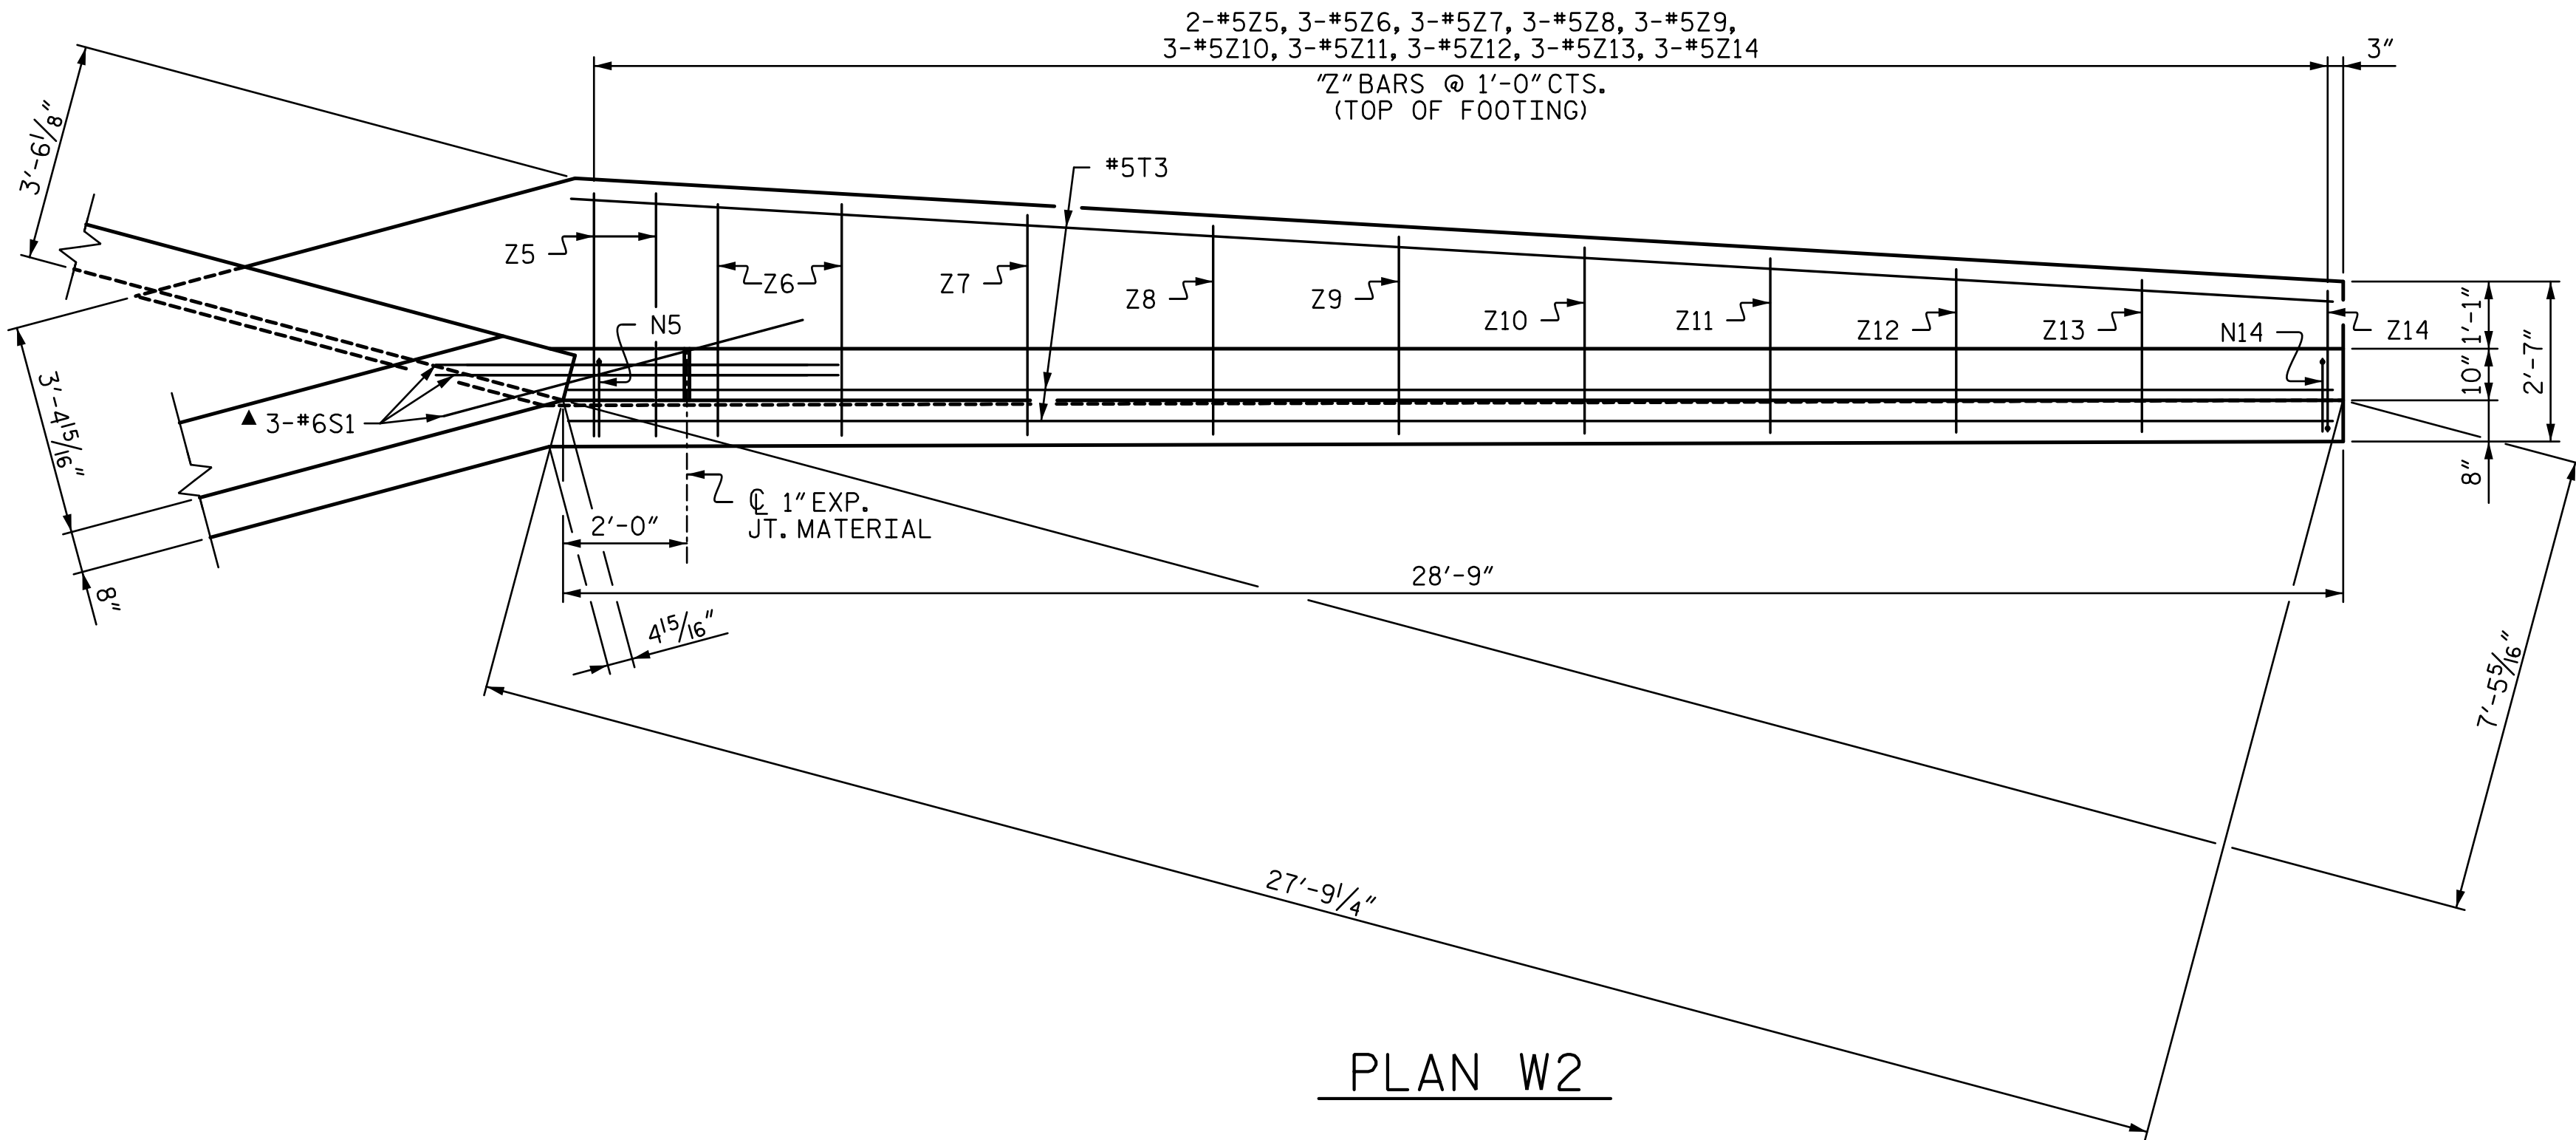 2-#5Z5, 3-#5Z6, 3-#5Z7, 3-#5Z8, 3-#5Z9,
3-#5Z10, 3-#5Z11, 3-#5Z12, 3-#5Z13, 3-#5Z14
3"
"Z" BARS @ 1'-0" CTS.
(TOP OF FOOTING)
3'-6 1/8"
#5T3
Z5
Z6
Z7
Z8
Z9
Z10
Z11
Z12
Z13
N14
Z14
N5
1'-1"
10"
2'-7"
8"
▲ 3-#6S1
3'-4 15/16"
8"
℄ 1" EXP.
JT. MATERIAL
2'-0"
28'-9"
4 15/16"
7'-5 5/16"
27'-9 1/4"
PLAN W2